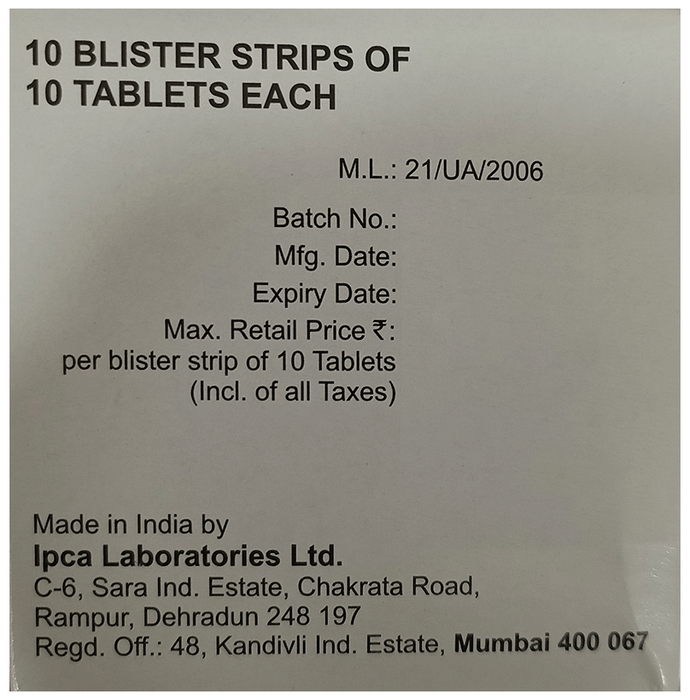 10 BLISTER STRIPS OF
10 TABLETS EACH
M.L.: 21/UA/2006
Batch No.:
Mfg. Date:
Expiry Date:
Max. Retail Price ₹:
per blister strip of 10 Tablets
(Incl. of all Taxes)
Made in India by
Ipca Laboratories Ltd.
C-6, Sara Ind. Estate, Chakrata Road,
Rampur, Dehradun 248 197
Regd. Off.: 48, Kandivli Ind. Estate, Mumbai 400 067